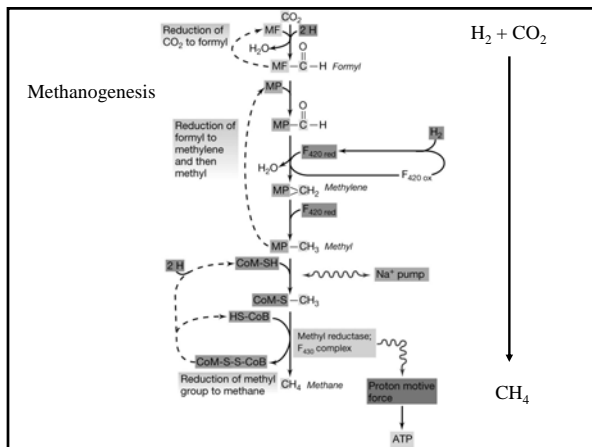 Methanogenesis
H₂ + CO₂
CH₄
Reduction of
CO₂ to formyl
CO₂
MF
2 H
H₂O
MF–C–H Formyl
O
MP
O
MP–C–H
Reduction of
formyl to
methylene
and then
methyl
H₂
F₄₂₀ red
H₂O
F₄₂₀ ox
MP>CH₂ Methylene
F₄₂₀ red
MP–CH₃ Methyl
2 H
CoM-SH
Na⁺ pump
CoM-S–CH₃
HS-CoB
Methyl reductase;
F₄₃₀ complex
CoM-S-S-CoB
Reduction of methyl
group to methane
CH₄ Methane
Proton motive
force
ATP